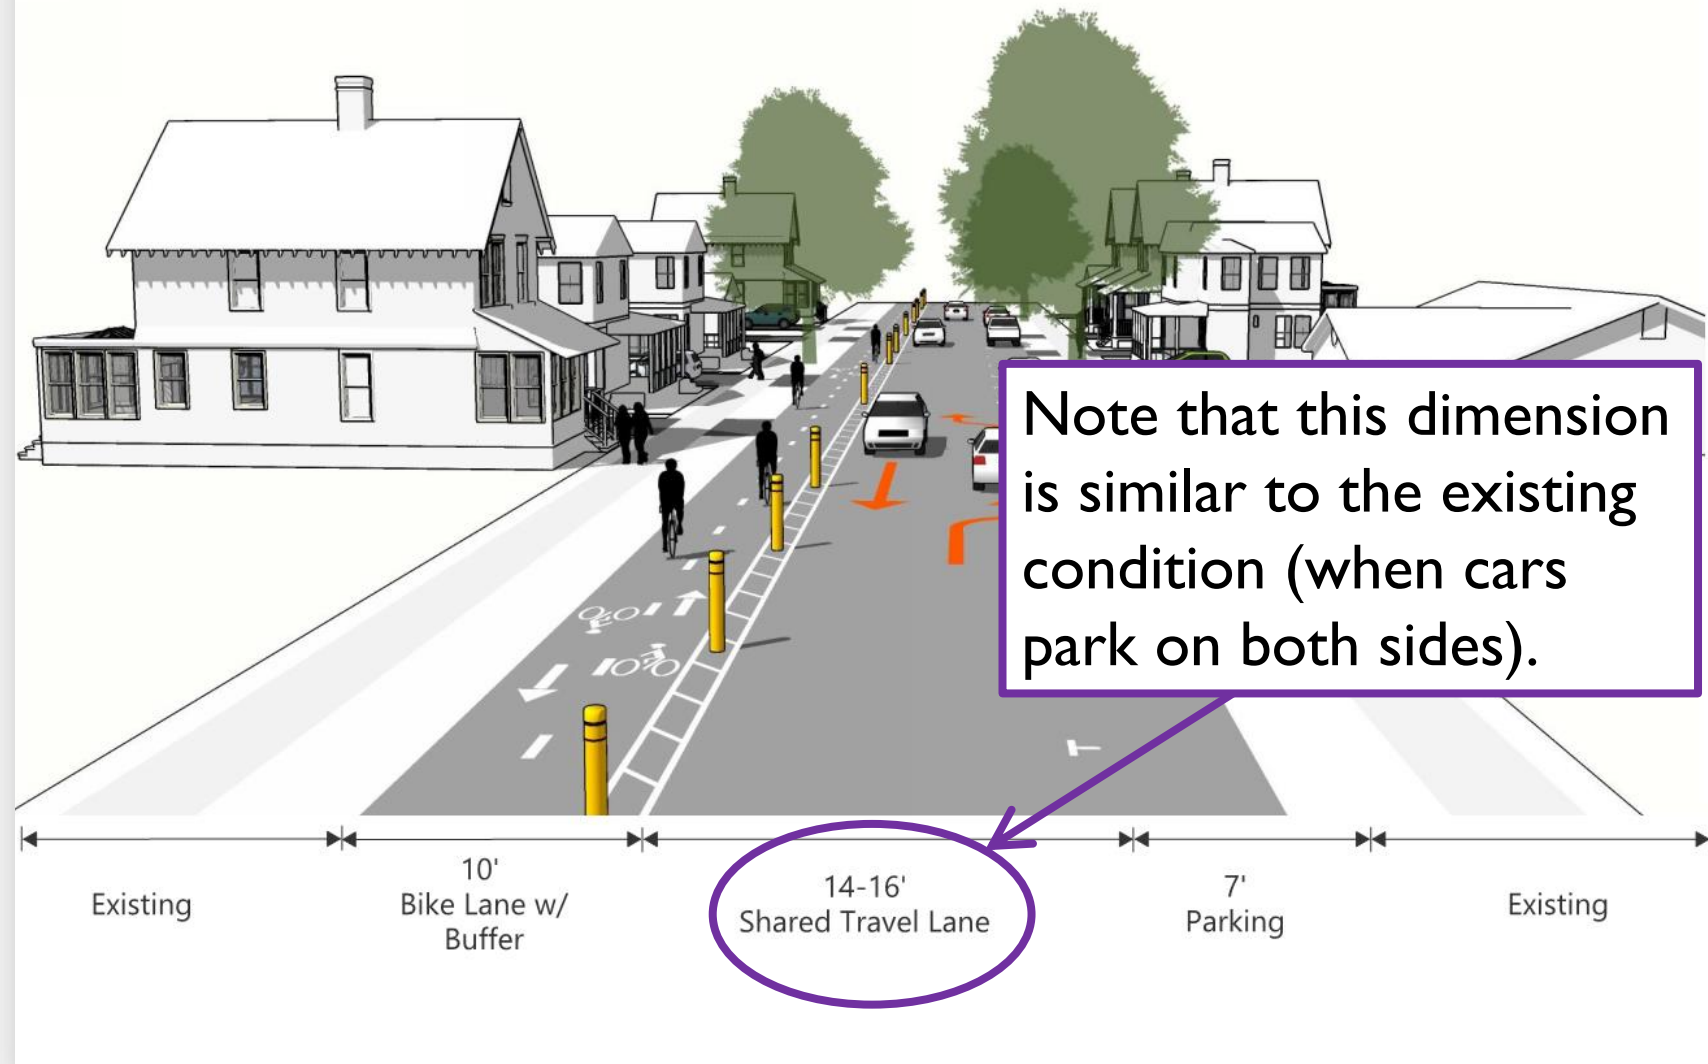 Note that this dimension
is similar to the existing
condition (when cars
park on both sides).
Existing
10'
Bike Lane w/
Buffer
14-16'
Shared Travel Lane
7'
Parking
Existing